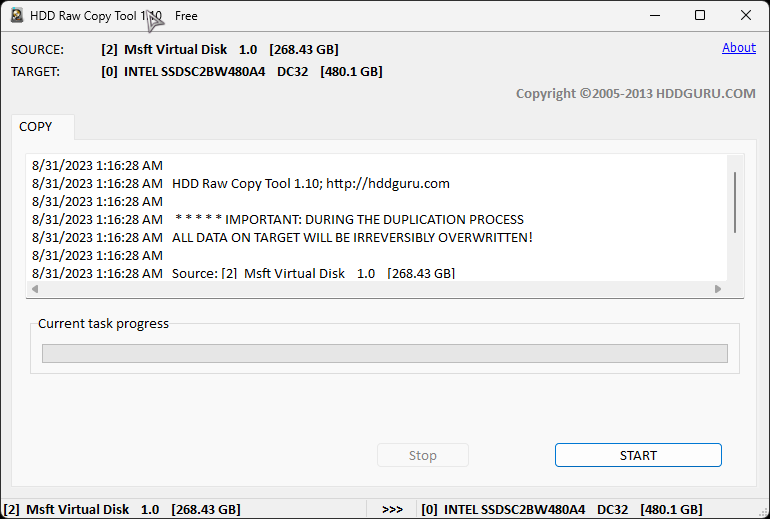 HDD Raw Copy Tool 1.10 Free
SOURCE: [2] Msft Virtual Disk 1.0 [268.43 GB]
About
TARGET: [0] INTEL SSDSC2BW480A4 DC32 [480.1 GB]
Copyright ©2005-2013 HDDGURU.COM
COPY
8/31/2023 1:16:28 AM
8/31/2023 1:16:28 AM HDD Raw Copy Tool 1.10; http://hddguru.com
8/31/2023 1:16:28 AM
8/31/2023 1:16:28 AM * * * * * IMPORTANT: DURING THE DUPLICATION PROCESS
8/31/2023 1:16:28 AM ALL DATA ON TARGET WILL BE IRREVERSIBLY OVERWRITTEN!
8/31/2023 1:16:28 AM
8/31/2023 1:16:28 AM Source: [2] Msft Virtual Disk 1.0 [268.43 GB]
Current task progress
Stop
START
[2] Msft Virtual Disk 1.0 [268.43 GB] >>> [0] INTEL SSDSC2BW480A4 DC32 [480.1 GB]